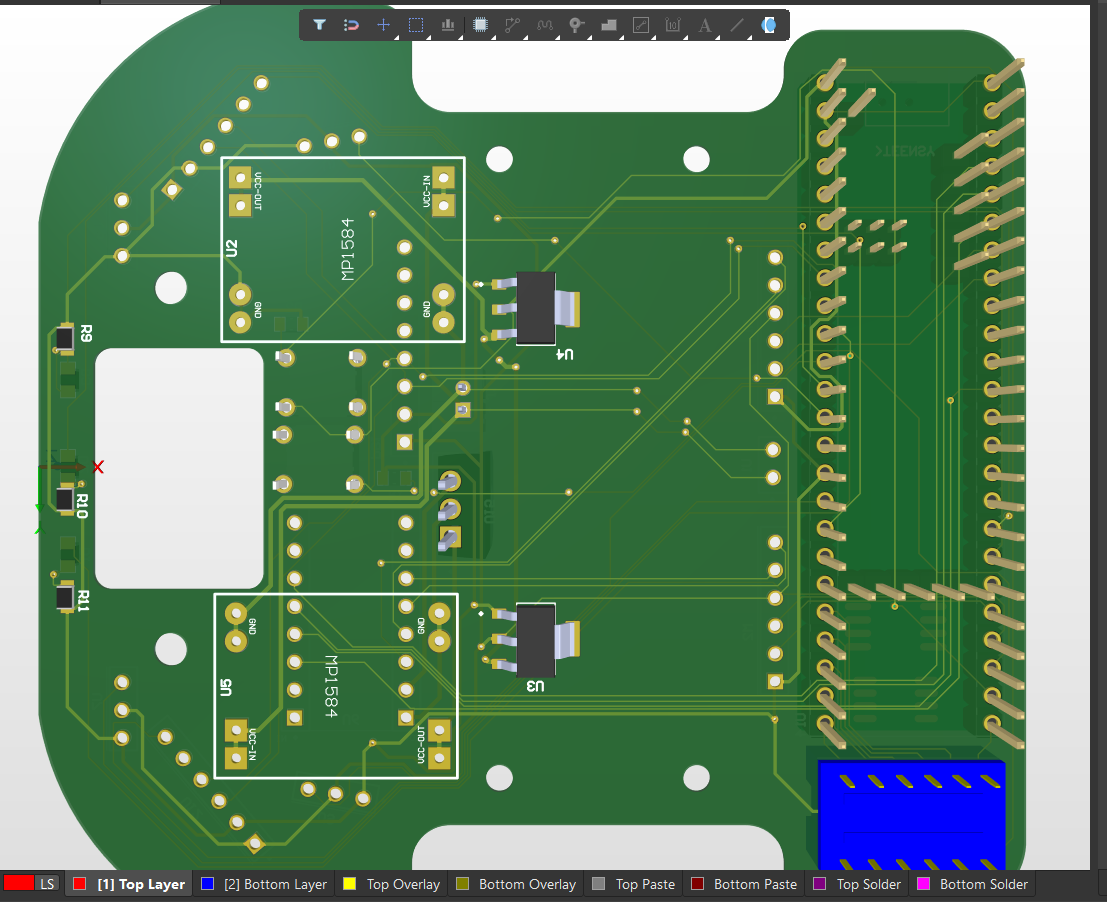 >TEENSY
VCC-OUT
VCC-IN
U2
MP1584
GND
GND
R9
U4
X
R10
R11
GND
GND
U5
MP1584
U3
VCC-IN
VCC-OUT
LS
[1] Top Layer
[2] Bottom Layer
Top Overlay
Bottom Overlay
Top Paste
Bottom Paste
Top Solder
Bottom Solder